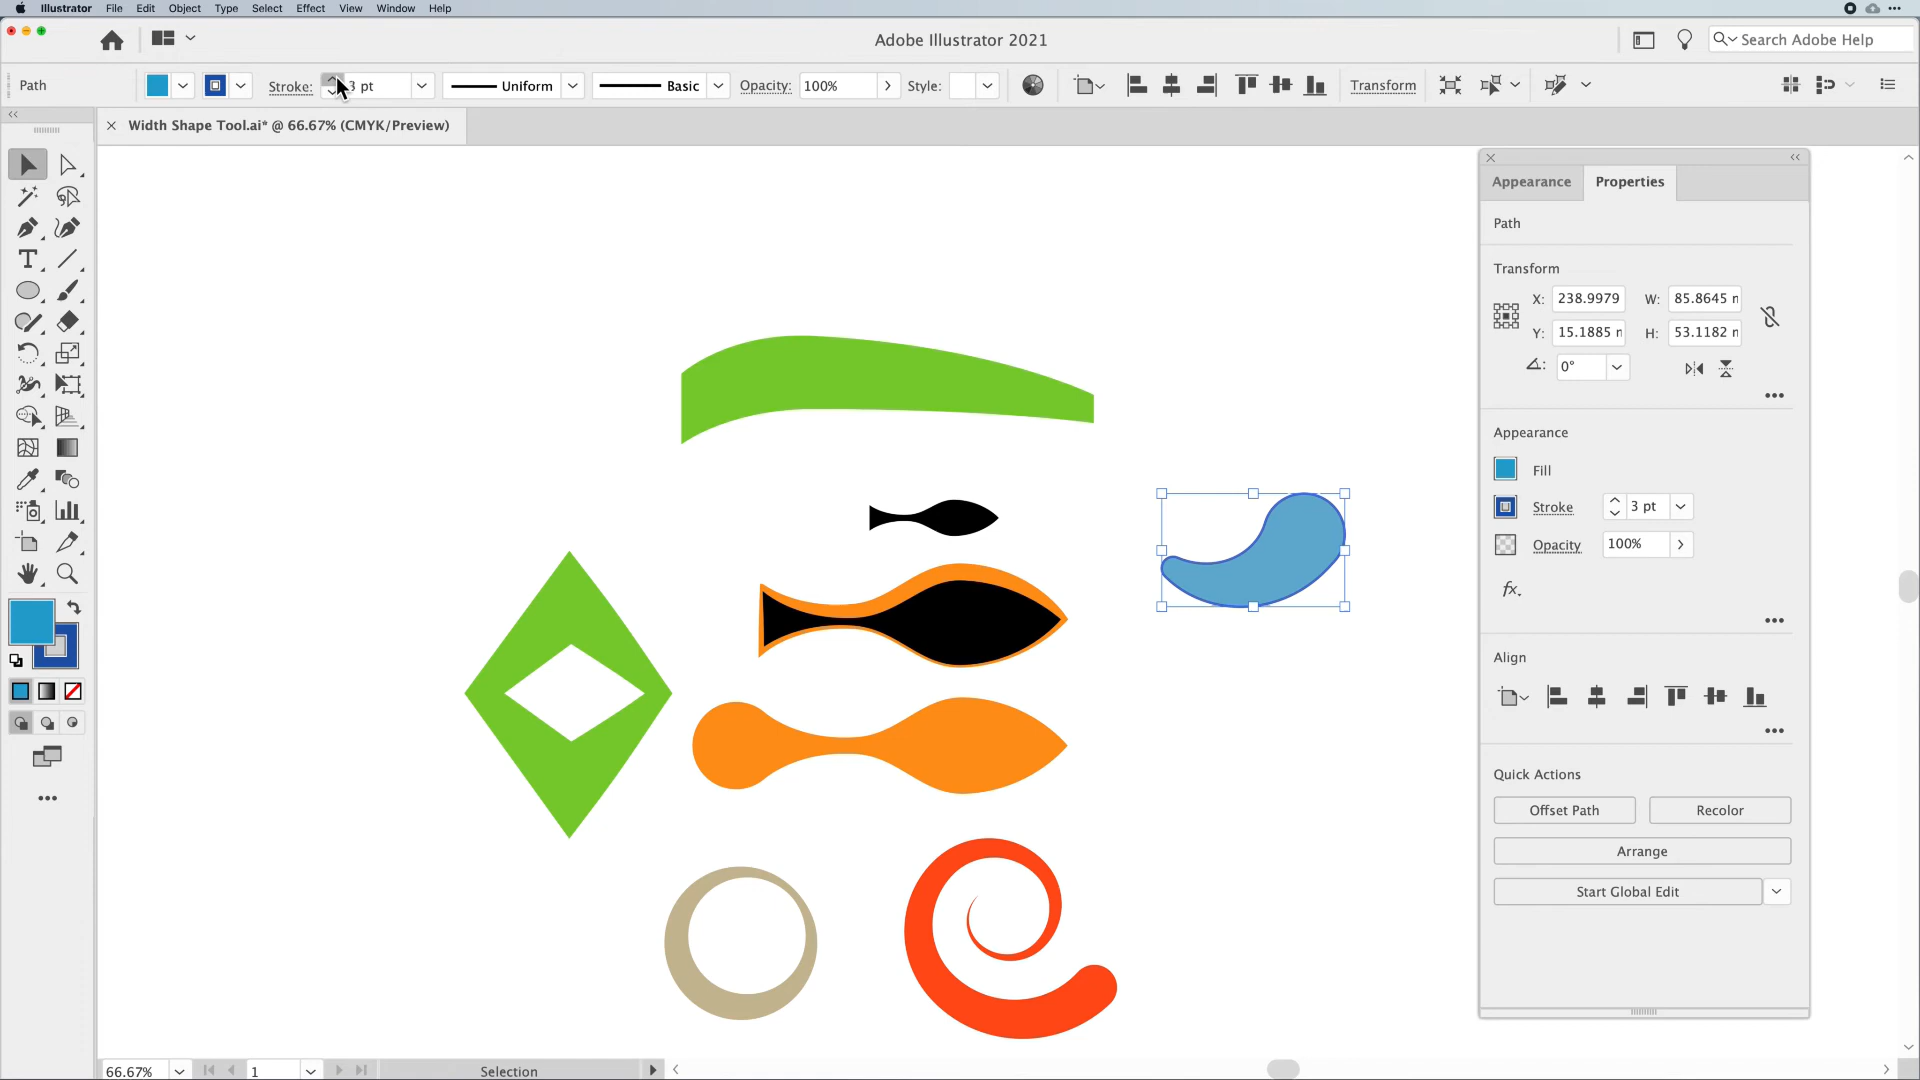 Illustrator File Edit Object Type Select Effect View Window Help
Adobe Illustrator 2021
Search Adobe Help
Path Stroke: 3 pt Uniform Basic Opacity: 100% Style: Transform
Width Shape Tool.ai* @ 66.67% (CMYK/Preview)
Appearance Properties
Path
Transform
X: 238.9979 W: 85.8645 m
Y: 15.1885 m H: 53.1182 m
0°
Appearance
Fill
Stroke 3 pt
Opacity 100%
fx.
Align
Quick Actions
Offset Path Recolor
Arrange
Start Global Edit
66.67% 1 Selection